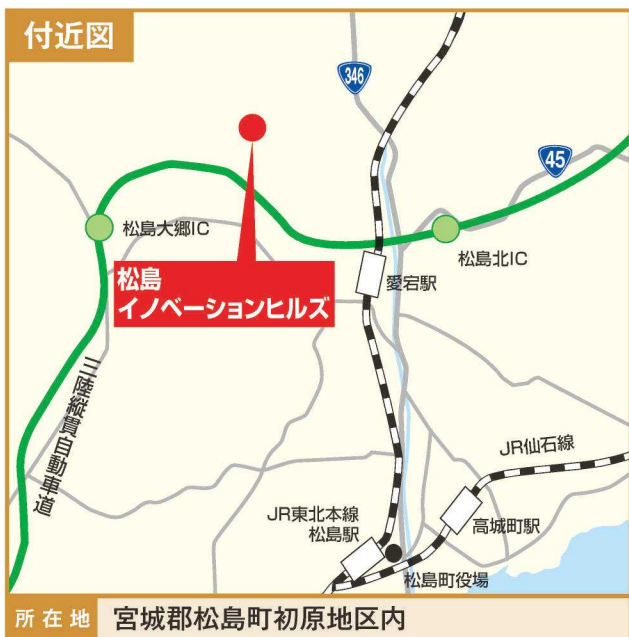 付近図
346
45
松島大郷IC
松島北IC
愛宕駅
松島
イノベーションヒルズ
三陸縦貫自動車道
JR仙石線
JR東北本線
松島駅
高城町駅
松島町役場
所在地 宮城郡松島町初原地区内